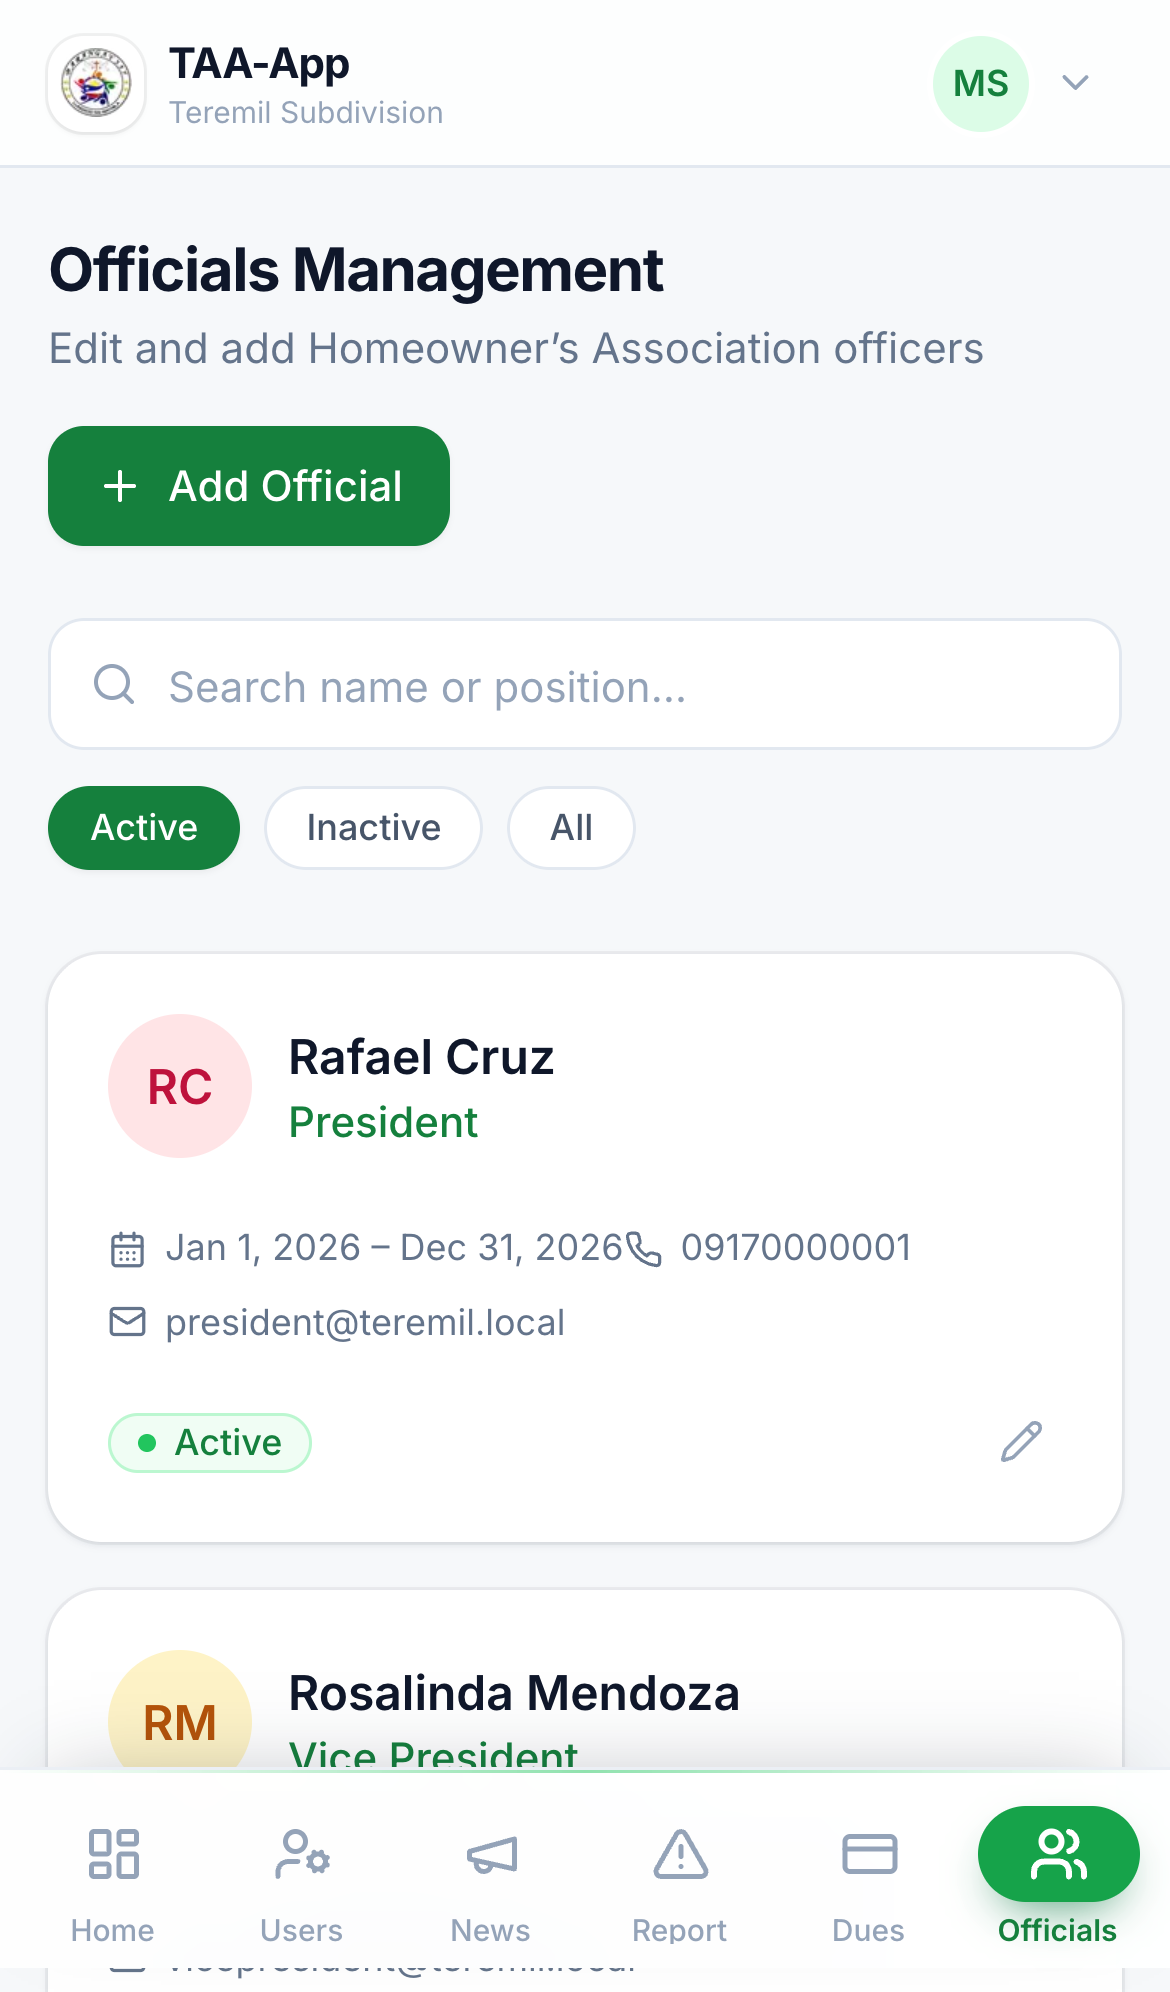 TAA-App
Teremil Subdivision
MS
Officials Management
Edit and add Homeowner’s Association officers
Add Official
Search name or position...
Active
Inactive
All
RC
Rafael Cruz
President
Jan 1, 2026 – Dec 31, 2026
09170000001
president@teremil.local
Active
RM
Rosalinda Mendoza
Vice President
Home
Users
News
Report
Dues
Officials